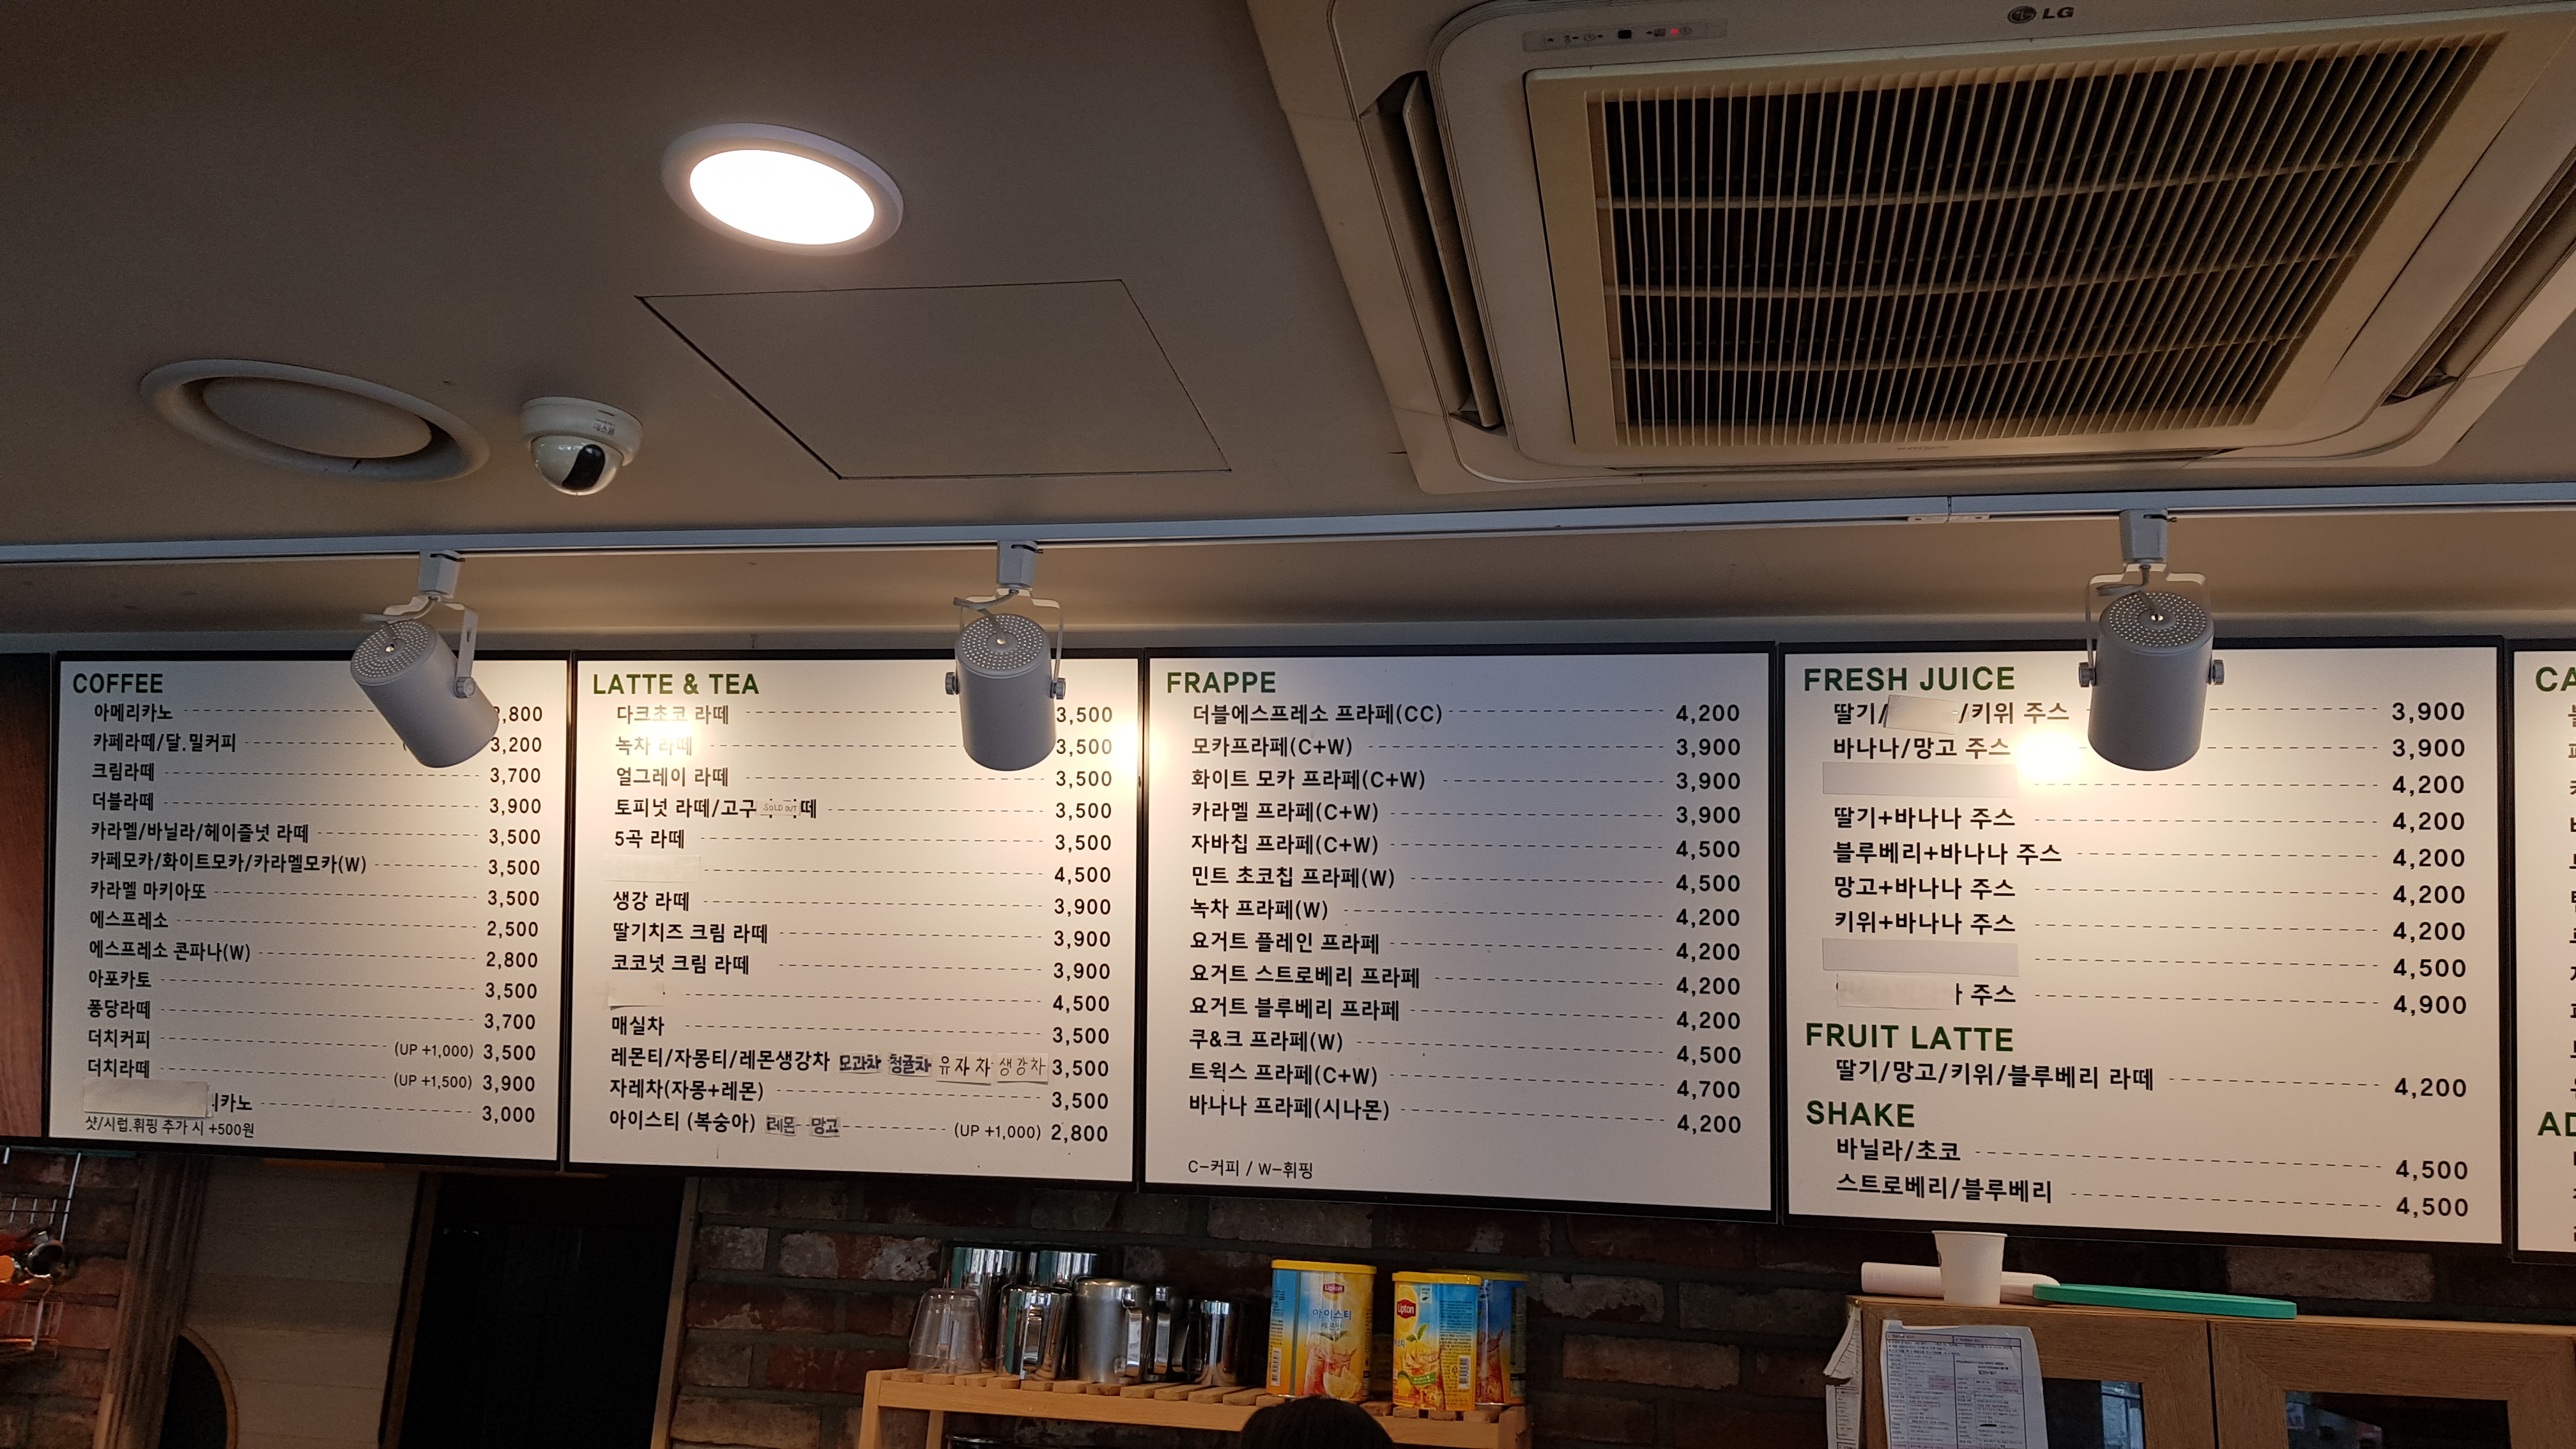 LG
COFFEE
아메리카노 ,800
카페라떼/달.밀커피 3,200
크림라떼 3,700
더블라떼 3,900
카라멜/바닐라/헤이즐넛 라떼 3,500
카페모카/화이트모카/카라멜모카(W) 3,500
카라멜 마키아또 3,500
에스프레소 2,500
에스프레소 콘파나(W) 2,800
아포카토 3,500
퐁당라떼 3,700
더치커피 (UP +1,000) 3,500
더치라떼 (UP +1,500) 3,900
카노 3,000
샷/시럽.휘핑 추가 시 +500원
LATTE & TEA
다크초코 라떼 3,500
녹차 라떼 3,500
얼그레이 라떼 3,500
토피넛 라떼/고구 SOLD OUT 떼 3,500
5곡 라떼 3,500
4,500
생강 라떼 3,900
딸기치즈 크림 라떼 3,900
코코넛 크림 라떼 3,900
4,500
매실차 3,500
레몬티/자몽티/레몬생강차 모과차 청귤차 유자차 생강차 3,500
자레차(자몽+레몬) 3,500
아이스티 (복숭아) 레몬 망고 (UP +1,000) 2,800
FRAPPE
더블에스프레소 프라페(CC) 4,200
모카프라페(C+W) 3,900
화이트 모카 프라페(C+W) 3,900
카라멜 프라페(C+W) 3,900
자바칩 프라페(C+W) 4,500
민트 초코칩 프라페(W) 4,500
녹차 프라페(W) 4,200
요거트 플레인 프라페 4,200
요거트 스트로베리 프라페 4,200
요거트 블루베리 프라페 4,200
쿠&크 프라페(W) 4,500
트윅스 프라페(C+W) 4,700
바나나 프라페(시나몬) 4,200
C-커피 / W-휘핑
FRESH JUICE
딸기/ /키위 주스 3,900
바나나/망고 주스 3,900
4,200
딸기+바나나 주스 4,200
블루베리+바나나 주스 4,200
망고+바나나 주스 4,200
키위+바나나 주스 4,200
4,500
주스 4,900
FRUIT LATTE
딸기/망고/키위/블루베리 라떼 4,200
SHAKE
바닐라/초코 4,500
스트로베리/블루베리 4,500
CA
AD
Lipton
아이스티
Lipton